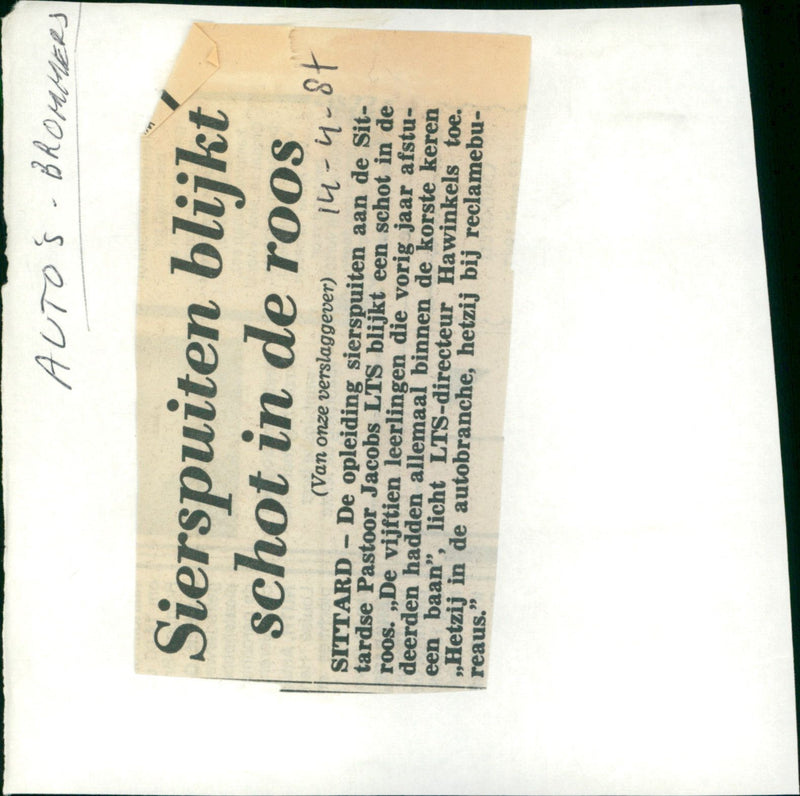 AUTO'S - BROMMERS
Sierspuiten blijkt
schot in de roos
14-4-87
(Van onze verslaggever)
SITTARD – De opleiding sierspuiten aan de Sit-
tardse Pastoor Jacobs LTS blijkt een schot in de
roos. „De vijftien leerlingen die vorig jaar afstu-
deerden hadden allemaal binnen de korste keren
een baan”, licht LTS-directeur Hawinkels toe.
„Hetzij in de autobranche, hetzij bij reclamebu-
reaus.”